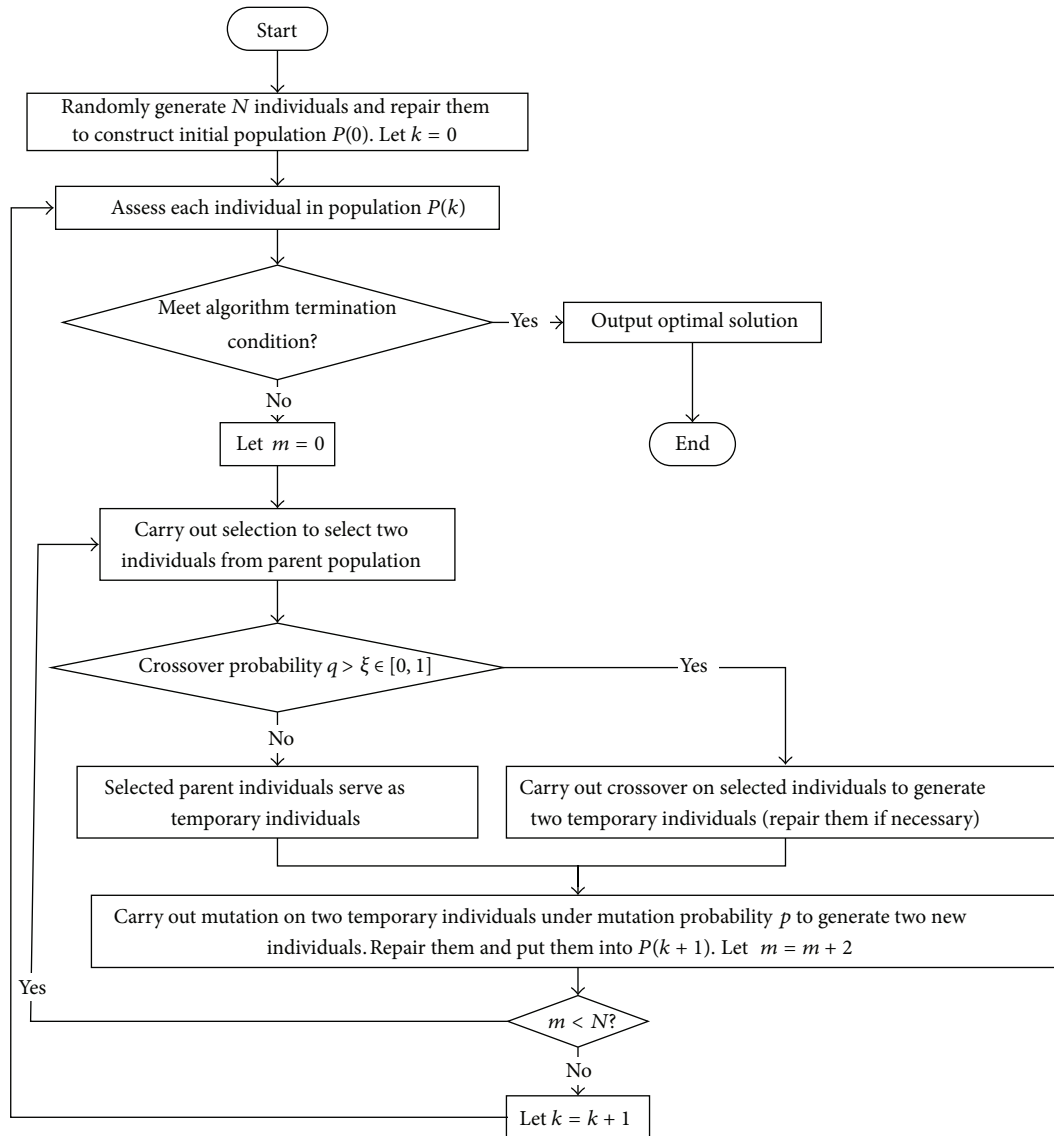 Start
Randomly generate N individuals and repair them
to construct initial population P(0). Let k = 0
Assess each individual in population P(k)
Meet algorithm termination
condition?
Yes
Output optimal solution
No
End
Let m = 0
Carry out selection to select two
individuals from parent population
Crossover probability q > ξ ∈ [0, 1]
Yes
No
Selected parent individuals serve as
temporary individuals
Carry out crossover on selected individuals to generate
two temporary individuals (repair them if necessary)
Carry out mutation on two temporary individuals under mutation probability p to generate two new
individuals. Repair them and put them into P(k + 1). Let m = m + 2
Yes
m < N?
No
Let k = k + 1